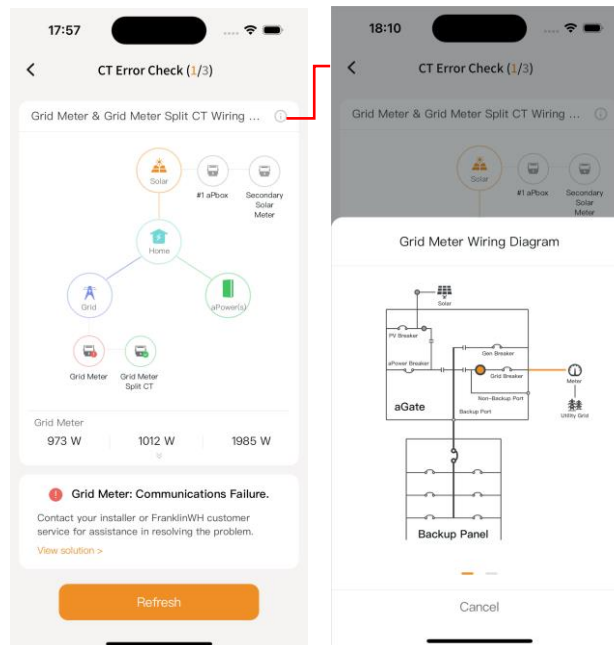 17:57
CT Error Check (1/3)
Grid Meter & Grid Meter Split CT Wiring ...
Solar
#1 aPbox
Secondary
Solar
Meter
Home
Grid
aPower(s)
Grid Meter
Grid Meter
Split CT
Grid Meter
973 W
1012 W
1985 W
Grid Meter: Communications Failure.
Contact your installer or FranklinWH customer
service for assistance in resolving the problem.
View solution >
Refresh
18:10
CT Error Check (1/3)
Grid Meter & Grid Meter Split CT Wiring ...
Solar
#1 aPbox
Secondary
Solar
Meter
Grid Meter Wiring Diagram
Solar
PV Breaker
Gen Breaker
aPower Breaker
Grid Breaker
Meter
Non-Backup Port
aGate
Backup Port
Utility Grid
Backup Panel
Cancel